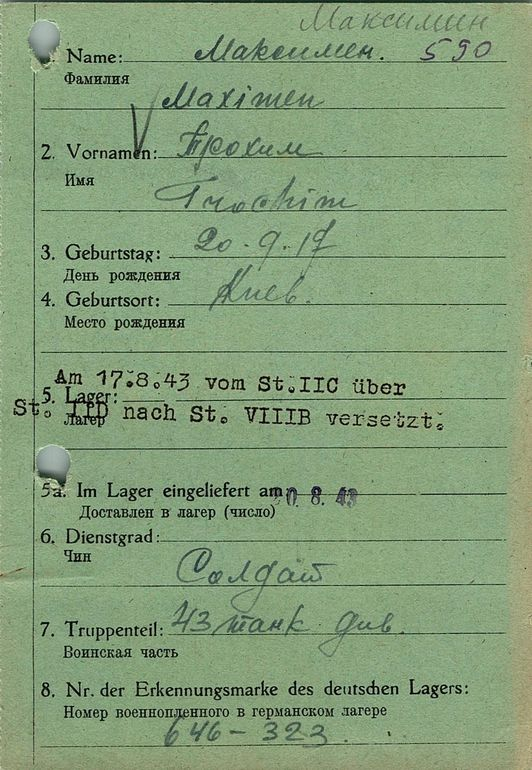 Максимин
1. Name: Максимен. 590
Фамилия
Maximen
2. Vornamen: Трохим
Имя
Trochim
3. Geburtstag: 20.9.17
День рождения
4. Geburtsort: Киев.
Место рождения
Am 17.8.43 vom St.IIC über
5. Lager:
St. IID nach St. VIIIB versetzt.
Лагер
5a. Im Lager eingeliefert am 20 8. 43
Доставлен в лагер (число)
6. Dienstgrad:
Чин
Солдат
7. Truppenteil: 43 танк див.
Воинская часть
8. Nr. der Erkennungsmarke des deutschen Lagers:
Номер военнопленного в германском лагере
646-323.